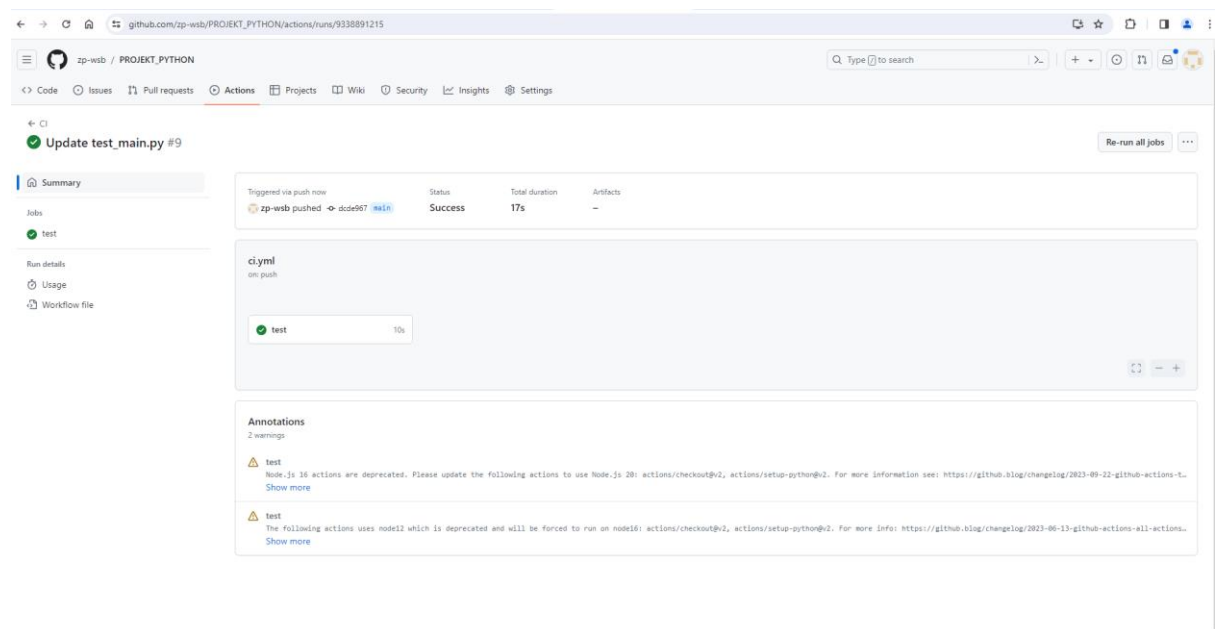 github.com/zp-wsb/PROJEKT_PYTHON/actions/runs/9338891215
zp-wsb / PROJEKT_PYTHON
Type / to search
Code Issues Pull requests Actions Projects Wiki Security Insights Settings
← CI
Update test_main.py #9
Re-run all jobs
Summary
Jobs
test
Run details
Usage
Workflow file
Triggered via push now Status Total duration Artifacts
zp-wsb pushed dcde967 main Success 17s –
ci.yml
on: push
test 10s
Annotations
2 warnings
test
Node.js 16 actions are deprecated. Please update the following actions to use Node.js 20: actions/checkout@v2, actions/setup-python@v2. For more information see: https://github.blog/changelog/2023-09-22-github-actions-t…
Show more
test
The following actions uses node12 which is deprecated and will be forced to run on node16: actions/checkout@v2, actions/setup-python@v2. For more info: https://github.blog/changelog/2023-06-13-github-actions-all-actions…
Show more